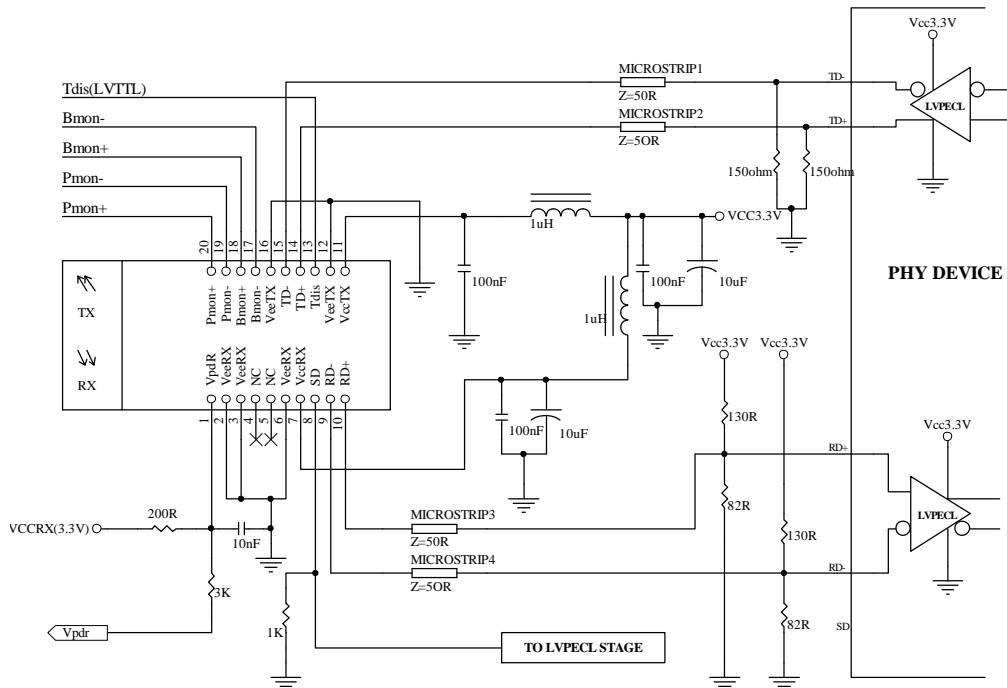 Vcc3.3V
MICROSTRIP1
TD-
Tdis(LVTTL)
Z=50R
LVPECL
Bmon-
MICROSTRIP2
TD+
Z=5OR
Bmon+
Pmon-
150ohm
150ohm
Pmon+
VCC3.3V
1uH
20 19 18 17 16 15 14 13 12 11
PHY DEVICE
100nF
100nF
10uF
TX
Pmon+ Pmon- Bmon+ Bmon- VeeTX TD- TD+ Tdis VeeTX VccTX
1uH
Vcc3.3V
Vcc3.3V
RX
VpdR VeeRX VeeRX NC NC VeeRX VccRX SD RD- RD+
1 2 3 4 5 6 7 8 9 10
130R
100nF
10uF
Vcc3.3V
RD+
82R
200R
MICROSTRIP3
LVPECL
VCCRX(3.3V)
130R
10nF
Z=50R
MICROSTRIP4
RD-
Z=5OR
3K
82R
SD
Vpdr
1K
TO LVPECL STAGE